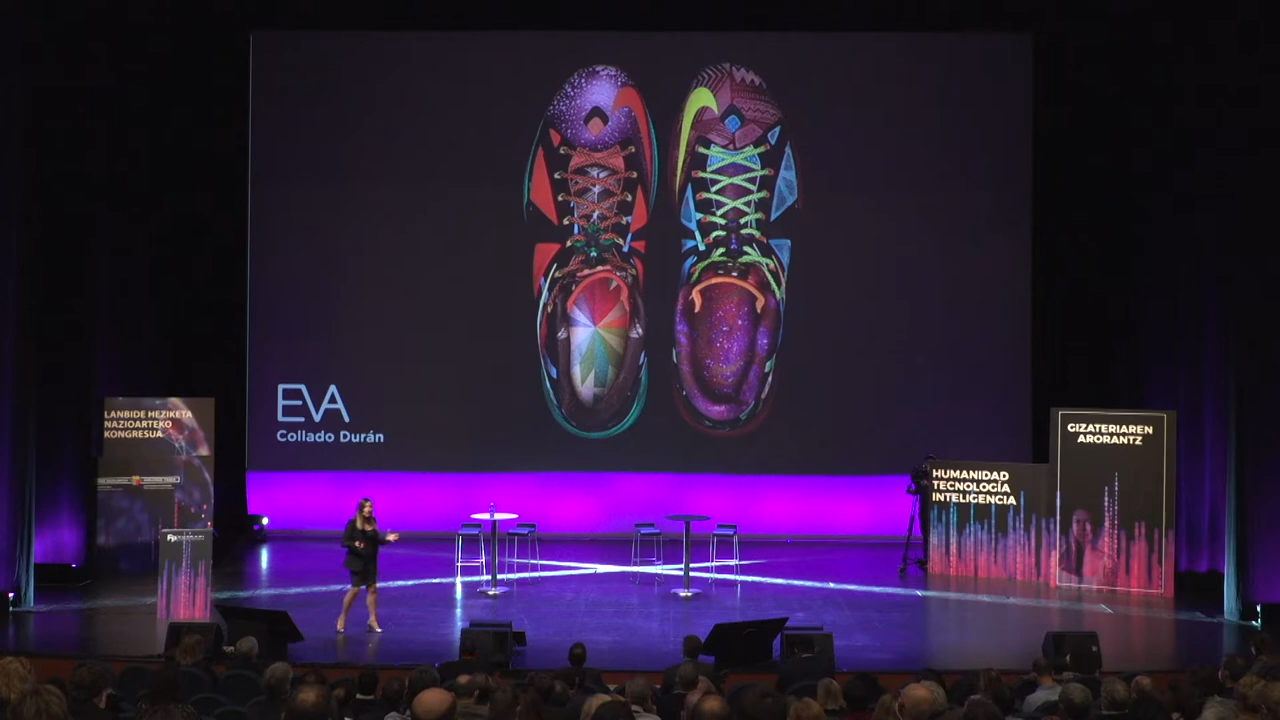 EVA
Collado Durán
LANBIDE HEZIKETA
NAZIOARTEKO
KONGRESUA
HUMANIDAD
TECNOLOGÍA
INTELIGENCIA
GIZATERIAREN
ARORANTZ